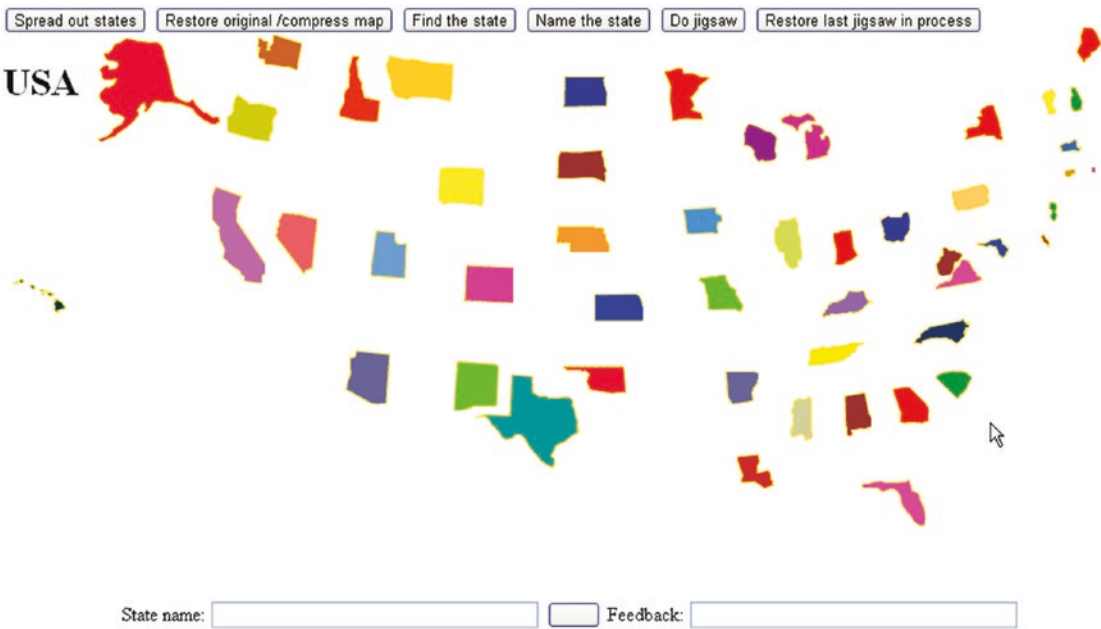 Spread out states Restore original /compress map Find the state Name the state Do jigsaw Restore last jigsaw in process
USA
State name: Feedback: